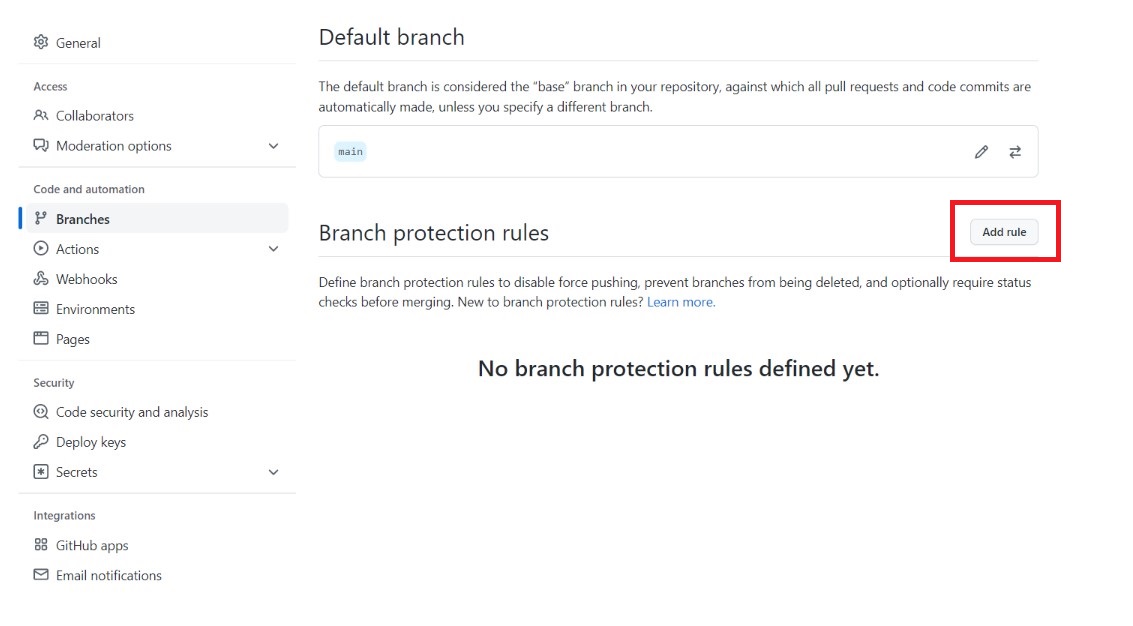 General
Access
Collaborators
Moderation options
Code and automation
Branches
Actions
Webhooks
Environments
Pages
Security
Code security and analysis
Deploy keys
Secrets
Integrations
GitHub apps
Email notifications
Default branch
The default branch is considered the “base” branch in your repository, against which all pull requests and code commits are
automatically made, unless you specify a different branch.
main
Branch protection rules
Add rule
Define branch protection rules to disable force pushing, prevent branches from being deleted, and optionally require status
checks before merging. New to branch protection rules? Learn more.
No branch protection rules defined yet.